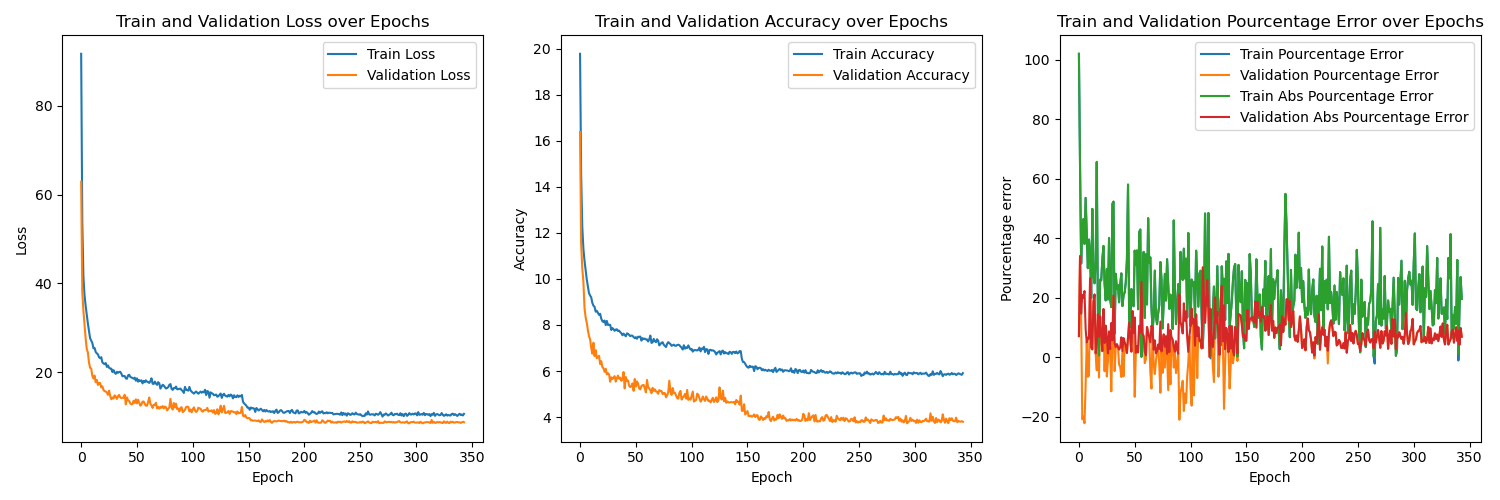 Train and Validation Loss over Epochs
Train Loss
Validation Loss
80
60
40
20
Loss
0 50 100 150 200 250 300 350
Epoch
Train and Validation Accuracy over Epochs
Train Accuracy
Validation Accuracy
20
18
16
14
12
10
8
6
4
Accuracy
0 50 100 150 200 250 300 350
Epoch
Train and Validation Pourcentage Error over Epochs
Train Pourcentage Error
Validation Pourcentage Error
Train Abs Pourcentage Error
Validation Abs Pourcentage Error
100
80
60
40
20
0
−20
Pourcentage error
0 50 100 150 200 250 300 350
Epoch